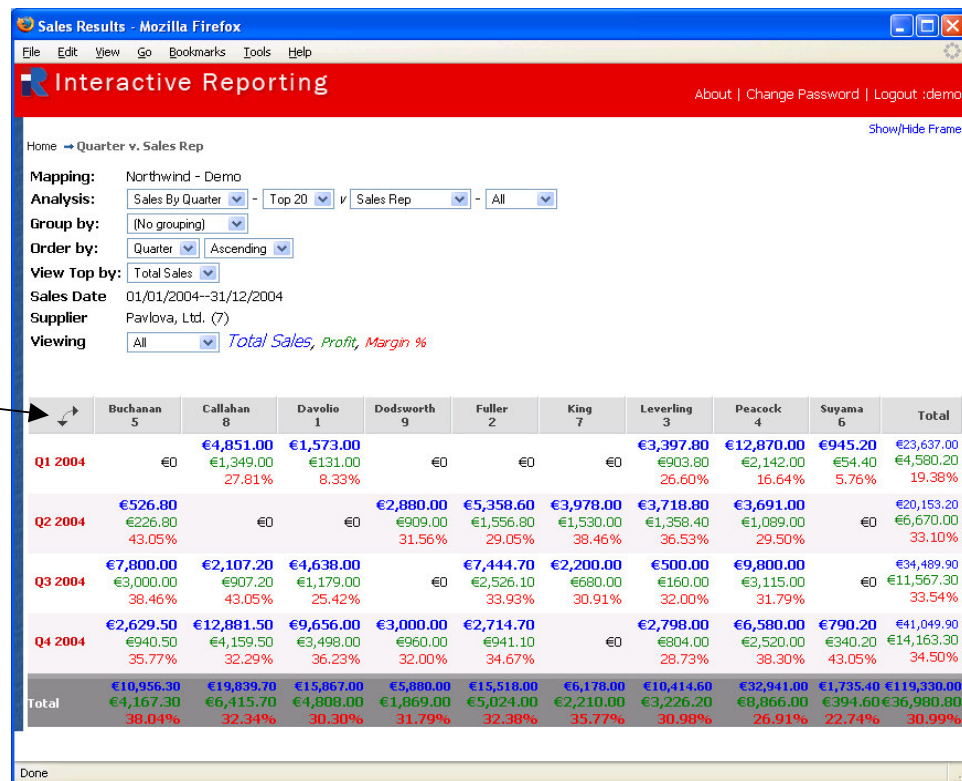 Sales Results - Mozilla Firefox
File Edit View Go Bookmarks Tools Help
Interactive Reporting
About | Change Password | Logout :demo
Show/Hide Frame
Home → Quarter v. Sales Rep
Mapping: Northwind - Demo
Analysis: Sales By Quarter - Top 20 v Sales Rep - All
Group by: (No grouping)
Order by: Quarter Ascending
View Top by: Total Sales
Sales Date 01/01/2004--31/12/2004
Supplier Pavlova, Ltd. (7)
Viewing All Total Sales, Profit, Margin %
Buchanan Callahan Davolio Dodsworth Fuller King Leverling Peacock Suyama Total
5 8 1 9 2 7 3 4 6
€4,851.00 €1,573.00 €3,397.80 €12,870.00 €945.20 €23,637.00
Q1 2004 €0 €1,349.00 €131.00 €0 €0 €0 €903.80 €2,142.00 €54.40 €4,580.20
27.81% 8.33% 26.60% 16.64% 5.76% 19.38%
€526.80 €2,880.00 €5,358.60 €3,978.00 €3,718.80 €3,691.00 €20,153.20
Q2 2004 €226.80 €0 €0 €909.00 €1,556.80 €1,530.00 €1,358.40 €1,089.00 €0 €6,670.00
43.05% 31.56% 29.05% 38.46% 36.53% 29.50% 33.10%
€7,800.00 €2,107.20 €4,638.00 €7,444.70 €2,200.00 €500.00 €9,800.00 €34,489.90
Q3 2004 €3,000.00 €907.20 €1,179.00 €0 €2,526.10 €680.00 €160.00 €3,115.00 €0 €11,567.30
38.46% 43.05% 25.42% 33.93% 30.91% 32.00% 31.79% 33.54%
€2,629.50 €12,881.50 €9,656.00 €3,000.00 €2,714.70 €2,798.00 €6,580.00 €790.20 €41,049.90
Q4 2004 €940.50 €4,159.50 €3,498.00 €960.00 €941.10 €0 €804.00 €2,520.00 €340.20 €14,163.30
35.77% 32.29% 36.23% 32.00% 34.67% 28.73% 38.30% 43.05% 34.50%
€10,956.30 €19,839.70 €15,867.00 €5,880.00 €15,518.00 €6,178.00 €10,414.60 €32,941.00 €1,735.40 €119,330.00
Total €4,167.30 €6,415.70 €4,808.00 €1,869.00 €5,024.00 €2,210.00 €3,226.20 €8,866.00 €394.60 €36,980.80
38.04% 32.34% 30.30% 31.79% 32.38% 35.77% 30.98% 26.91% 22.74% 30.99%
Done